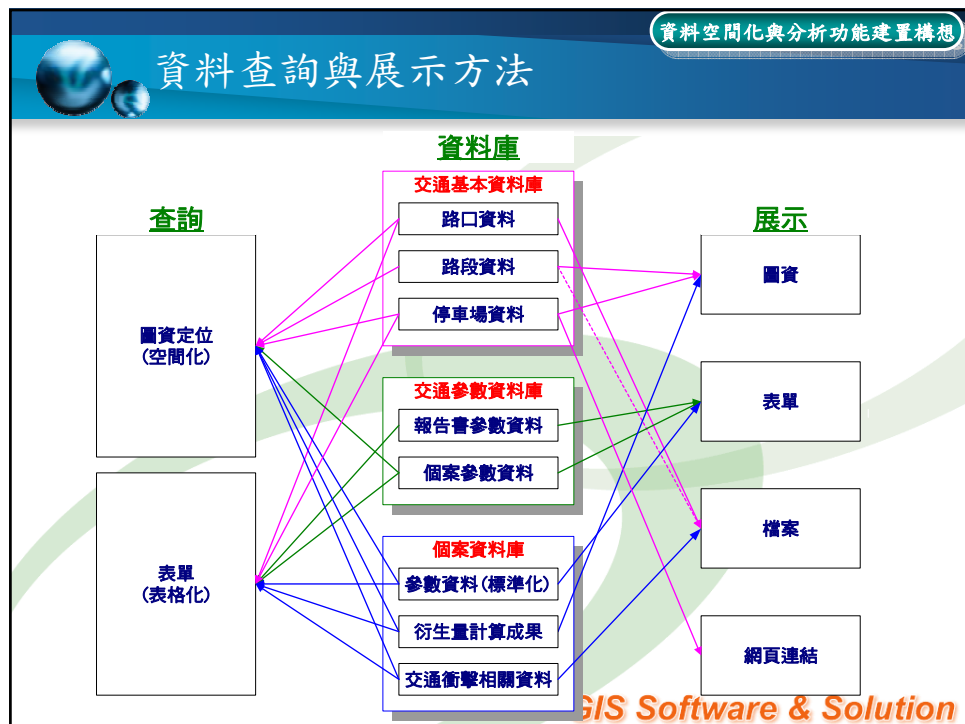 資料空間化與分析功能建置構想
資料查詢與展示方法
查詢
圖資定位
(空間化)
表單
(表格化)
資料庫
交通基本資料庫
路口資料
路段資料
停車場資料
交通參數資料庫
報告書參數資料
個案參數資料
個案資料庫
參數資料(標準化)
衍生量計算成果
交通衝擊相關資料
展示
圖資
表單
檔案
網頁連結
GIS Software & Solution